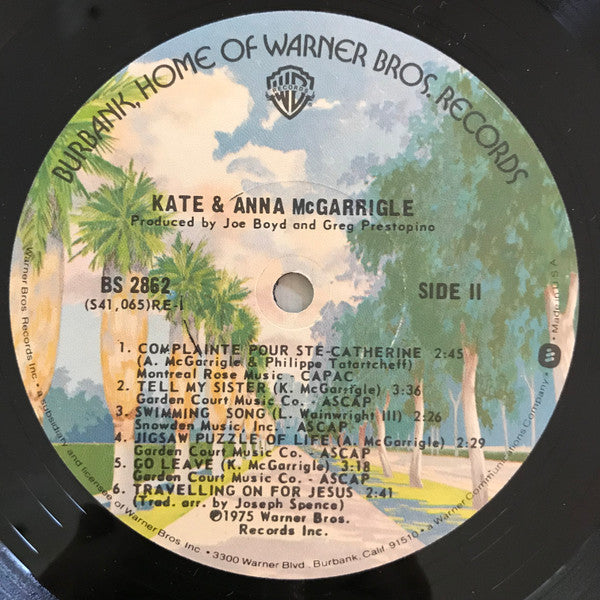 BURBANK, HOME OF WARNER BROS. RECORDS
WB
RECORDS
KATE & ANNA McGARRIGLE
Produced by Joe Boyd and Greg Prestopino
BS 2862
(S41,065)RE-1
SIDE II
1. COMPLAINTE POUR STE-CATHERINE 2:45
(A. McGarrigle & Philippe Tatartcheff)
Montreal Rose Music - CAPAC
2. TELL MY SISTER (K. McGarrigle) 3:36
Garden Court Music Co. - ASCAP
3. SWIMMING SONG (L. Wainwright III) 2:26
Snowden Music, Inc. - ASCAP
4. JIGSAW PUZZLE OF LIFE (A. McGarrigle) 2:29
Garden Court Music Co. - ASCAP
5. GO LEAVE (K. McGarrigle) 3:18
Garden Court Music Co. - ASCAP
6. TRAVELLING ON FOR JESUS 2:41
(Trad. arr. by Joseph Spence)
℗1975 Warner Bros.
Records Inc.
Warner Bros. Records Inc. • a subsidiary and licensee of Warner Bros. Inc. • 3300 Warner Blvd., Burbank, Calif. 91510 • a Warner Communications Company • Made in U.S.A.